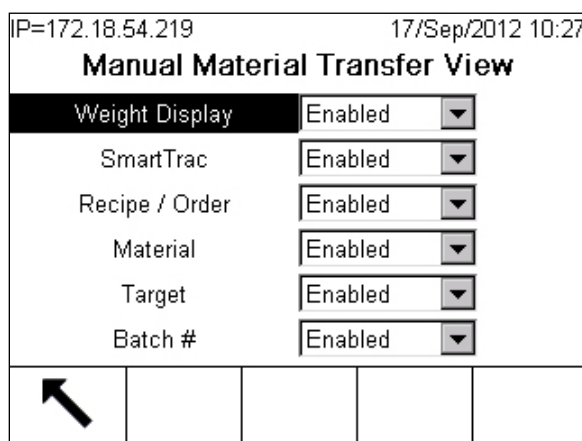 IP=172.18.54.219 17/Sep/2012 10:27
Manual Material Transfer View
Weight Display Enabled
SmartTrac Enabled
Recipe / Order Enabled
Material Enabled
Target Enabled
Batch # Enabled